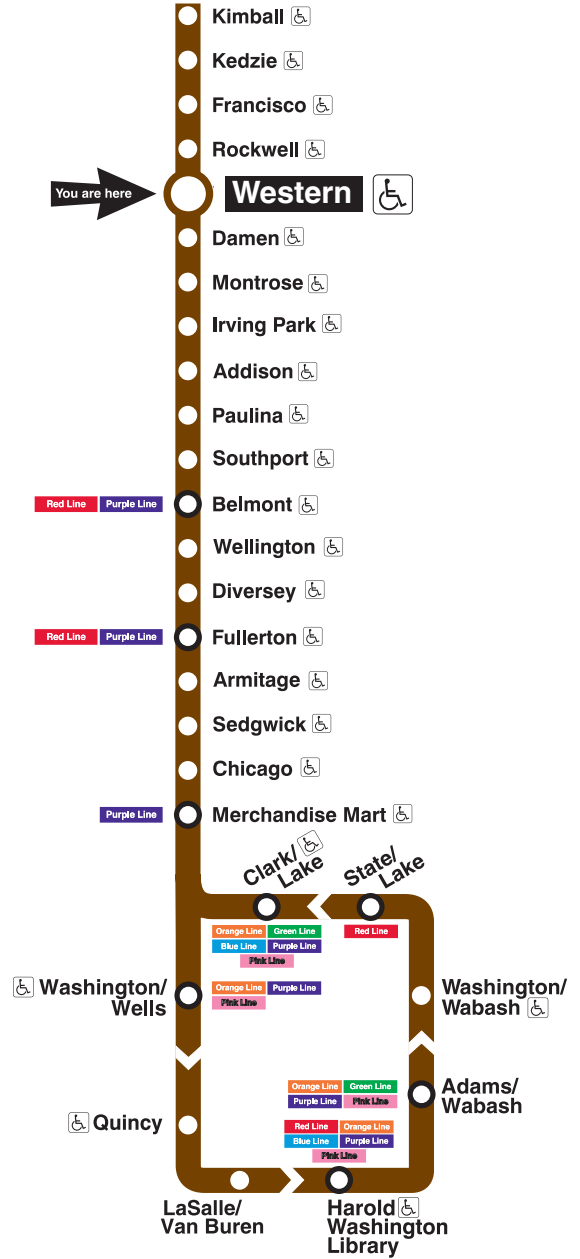 Kimball
Kedzie
Francisco
Rockwell
You are here
Western
Damen
Montrose
Irving Park
Addison
Paulina
Southport
Red Line Purple Line Belmont
Wellington
Diversey
Red Line Purple Line Fullerton
Armitage
Sedgwick
Chicago
Purple Line Merchandise Mart
Clark/
Lake
State/
Lake
Orange Line Green Line
Blue Line Purple Line
Pink Line
Red Line
Washington/
Wells
Orange Line Purple Line
Pink Line
Washington/
Wabash
Orange Line Green Line
Purple Line Pink Line
Adams/
Wabash
Quincy
Red Line Orange Line
Blue Line Purple Line
Pink Line
LaSalle/
Van Buren
Harold
Washington
Library